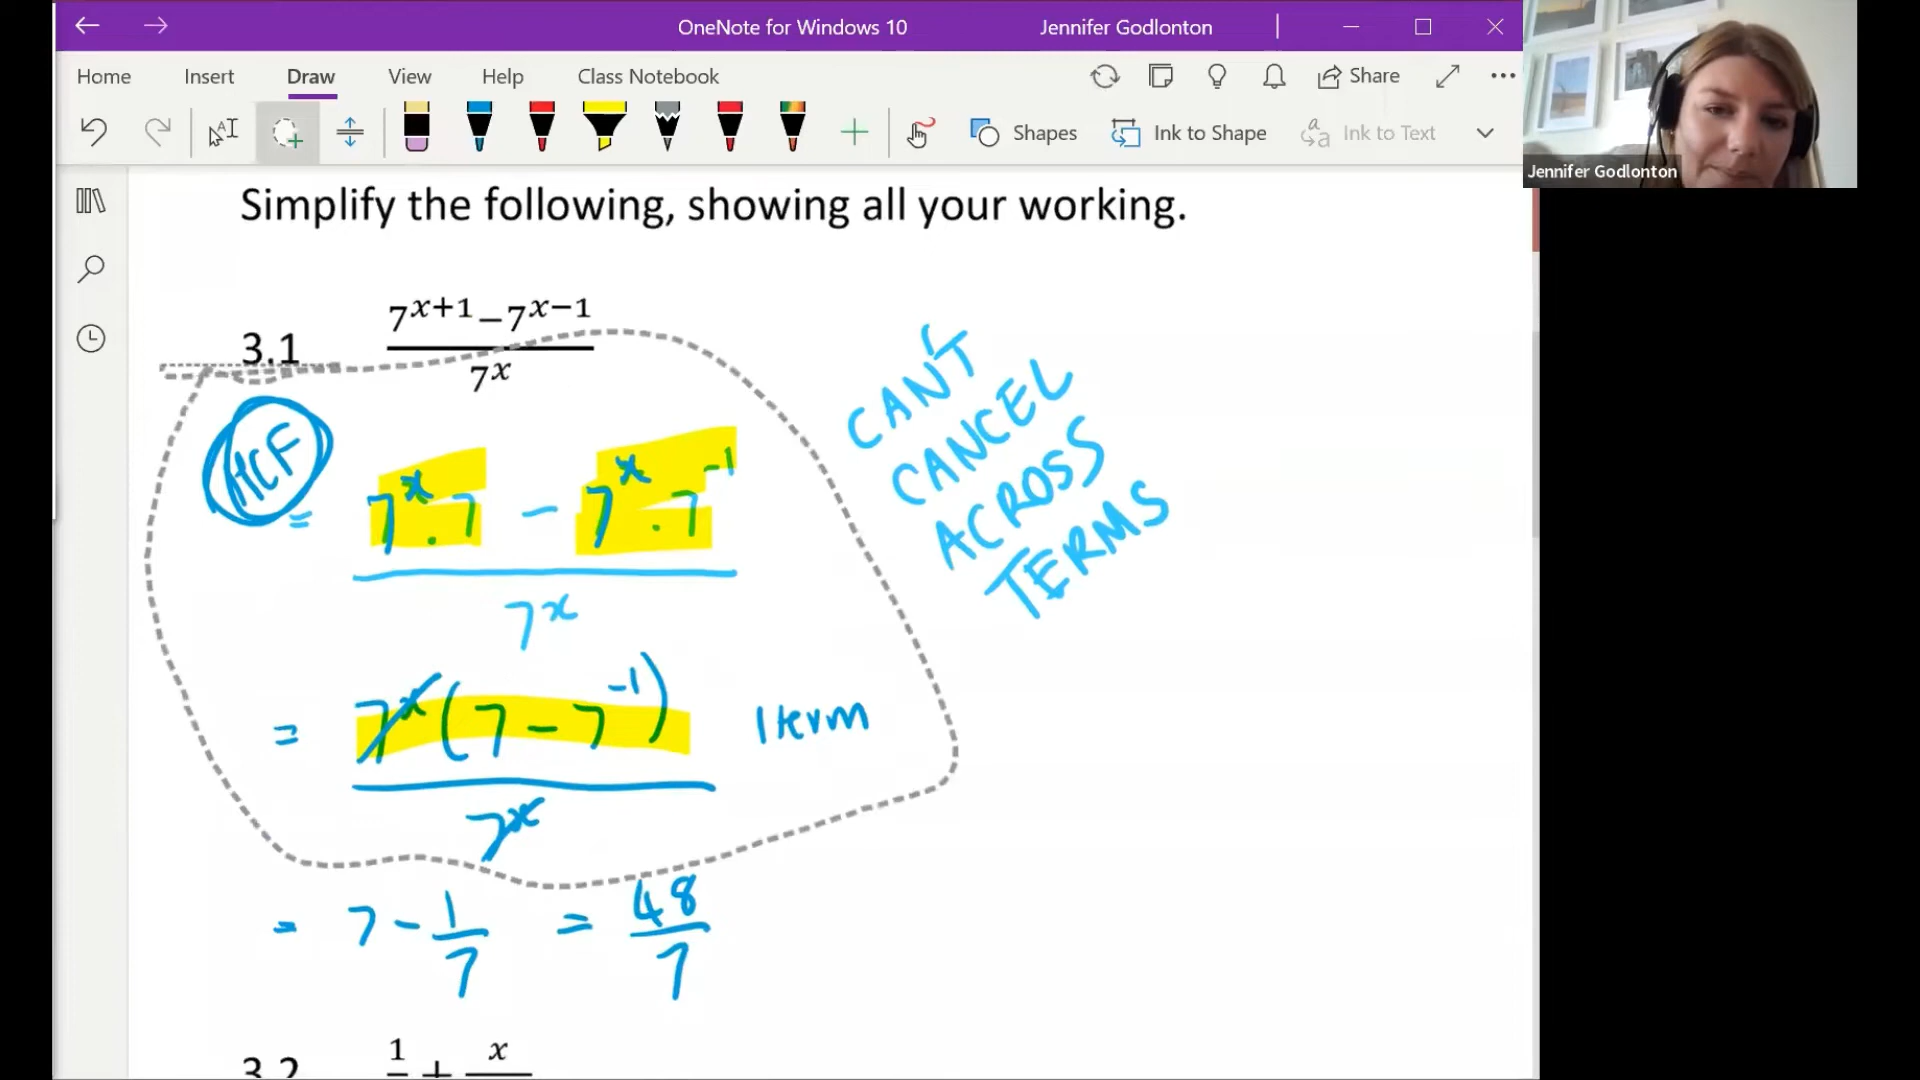 OneNote for Windows 10 Jennifer Godlonton
Home Insert Draw View Help Class Notebook Share
Shapes Ink to Shape Ink to Text
Jennifer Godlonton
Simplify the following, showing all your working.
3.1 (7^{x+1} − 7^{x−1}) / 7^x
CAN'T
CANCEL
ACROSS
TERMS
HCF
= (7^x . 7 − 7^x . 7^{-1}) / 7^x
= 7^x (7 − 7^{-1}) / 7^x 1 term
= 7 − 1/7 = 48/7
3.2 1 + x